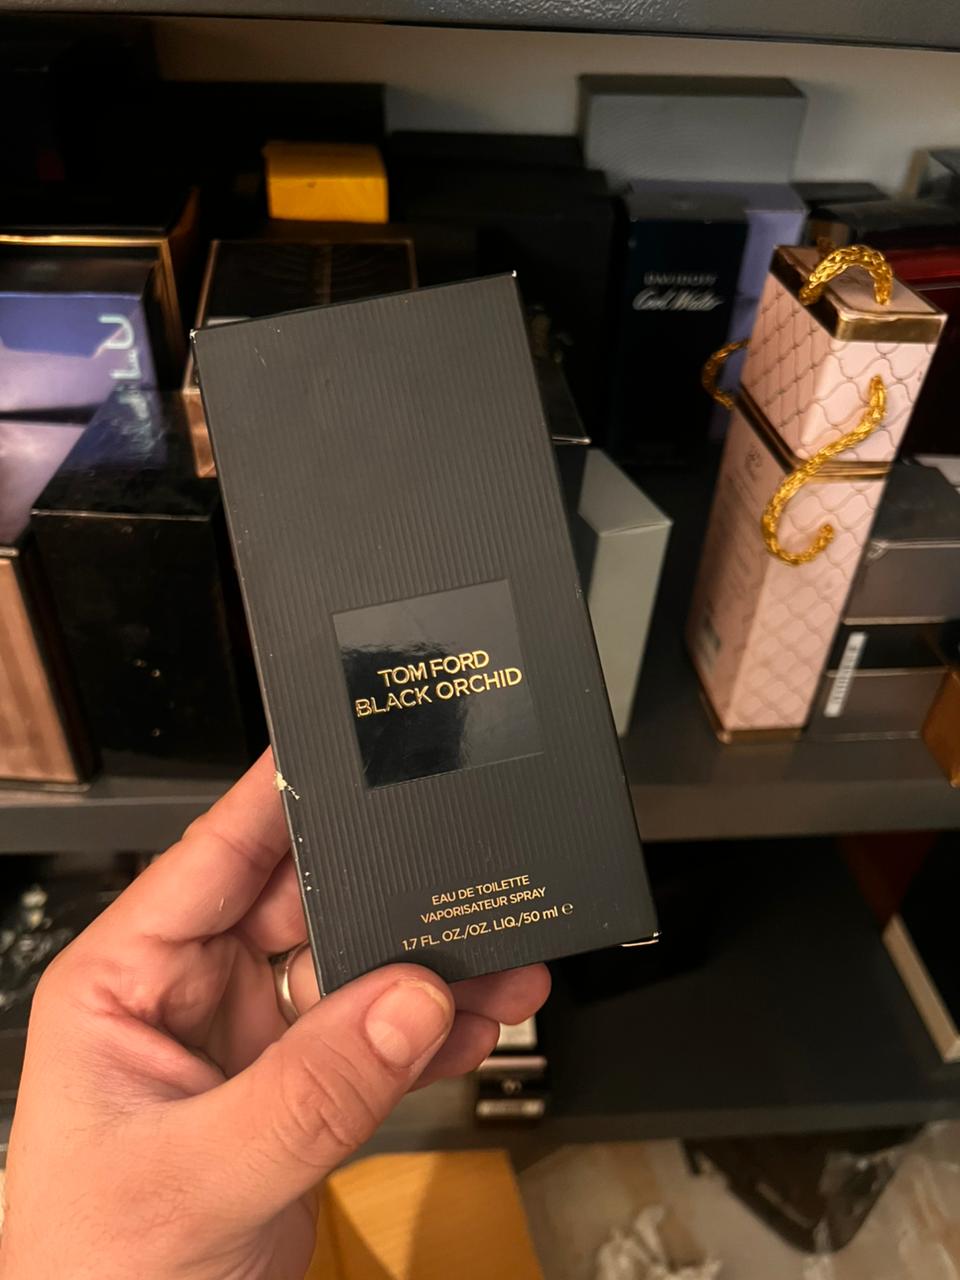 DAVIDOFF
Cool Water
TOM FORD
BLACK ORCHID
EAU DE TOILETTE
VAPORISATEUR SPRAY
1.7 FL. OZ./OZ. LIQ./50 ml ℮